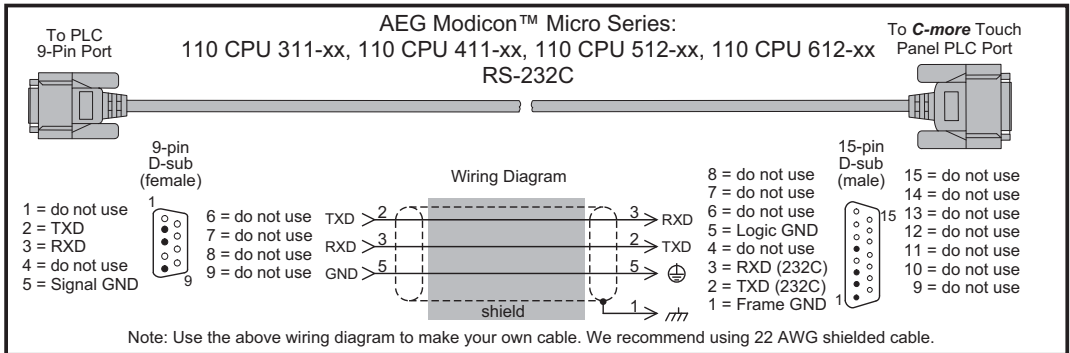 AEG Modicon™ Micro Series:
110 CPU 311-xx, 110 CPU 411-xx, 110 CPU 512-xx, 110 CPU 612-xx
RS-232C
To PLC
9-Pin Port
To C-more Touch
Panel PLC Port
9-pin
D-sub
(female)
1
9
1 = do not use
2 = TXD
3 = RXD
4 = do not use
5 = Signal GND
6 = do not use
7 = do not use
8 = do not use
9 = do not use
Wiring Diagram
TXD 2 3 RXD
RXD 3 2 TXD
GND 5 5
1
shield
8 = do not use
7 = do not use
6 = do not use
5 = Logic GND
4 = do not use
3 = RXD (232C)
2 = TXD (232C)
1 = Frame GND
15-pin
D-sub
(male)
15
1
15 = do not use
14 = do not use
13 = do not use
12 = do not use
11 = do not use
10 = do not use
9 = do not use
Note: Use the above wiring diagram to make your own cable. We recommend using 22 AWG shielded cable.